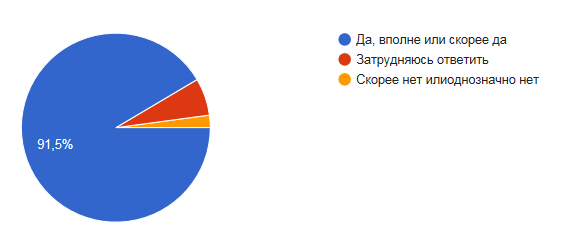 Да, вполне или скорее да
Затрудняюсь ответить
Скорее нет илиоднозначно нет
91,5%